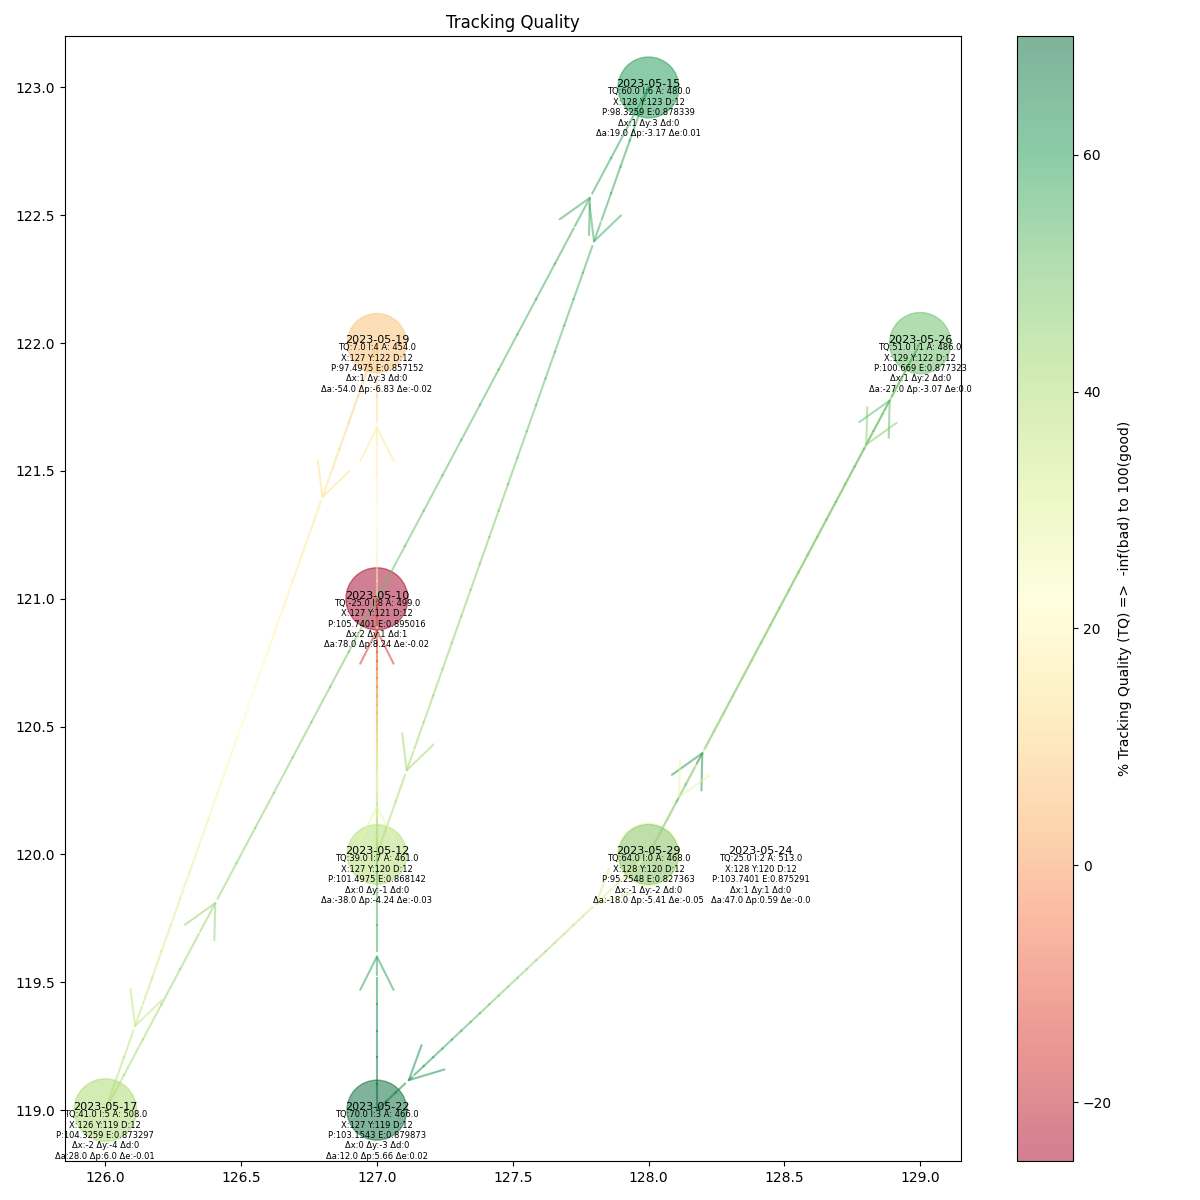 Tracking Quality
123.0
122.5
122.0
121.5
121.0
120.5
120.0
119.5
119.0
2023-05-15
TQ:60.0 I:6 A: 480.0
X:128 Y:123 D:12
P:98.3259 E:0.878339
Δx:1 Δy:3 Δd:0
Δa:19.0 Δp:-3.17 Δe:0.01
2023-05-19
TQ:7.0 I:4 A: 454.0
X:127 Y:122 D:12
P:97.4975 E:0.857152
Δx:1 Δy:3 Δd:0
Δa:-54.0 Δp:-6.83 Δe:-0.02
2023-05-26
TQ:51.0 I:1 A: 486.0
X:129 Y:122 D:12
P:100.669 E:0.877323
Δx:1 Δy:2 Δd:0
Δa:-27.0 Δp:-3.07 Δe:0.0
2023-05-10
TQ:-25.0 I:8 A: 499.0
X:127 Y:121 D:12
P:105.7401 E:0.895016
Δx:2 Δy:1 Δd:1
Δa:78.0 Δp:8.24 Δe:-0.02
2023-05-12
TQ:39.0 I:7 A: 461.0
X:127 Y:120 D:12
P:101.4975 E:0.868142
Δx:0 Δy:-1 Δd:0
Δa:-38.0 Δp:-4.24 Δe:-0.03
2023-05-29
TQ:64.0 I:0 A: 468.0
X:128 Y:120 D:12
P:95.2548 E:0.827363
Δx:-1 Δy:-2 Δd:0
Δa:-18.0 Δp:-5.41 Δe:-0.05
2023-05-24
TQ:25.0 I:2 A: 513.0
X:128 Y:120 D:12
P:103.7401 E:0.875291
Δx:1 Δy:1 Δd:0
Δa:47.0 Δp:0.59 Δe:-0.0
2023-05-17
TQ:41.0 I:5 A: 508.0
X:126 Y:119 D:12
P:104.3259 E:0.873297
Δx:-2 Δy:-4 Δd:0
Δa:28.0 Δp:6.0 Δe:-0.01
2023-05-22
TQ:70.0 I:3 A: 466.0
X:127 Y:119 D:12
P:103.1543 E:0.879873
Δx:0 Δy:-3 Δd:0
Δa:12.0 Δp:5.66 Δe:0.02
126.0 126.5 127.0 127.5 128.0 128.5 129.0
60
40
20
0
−20
% Tracking Quality (TQ) =>  -inf(bad) to 100(good)